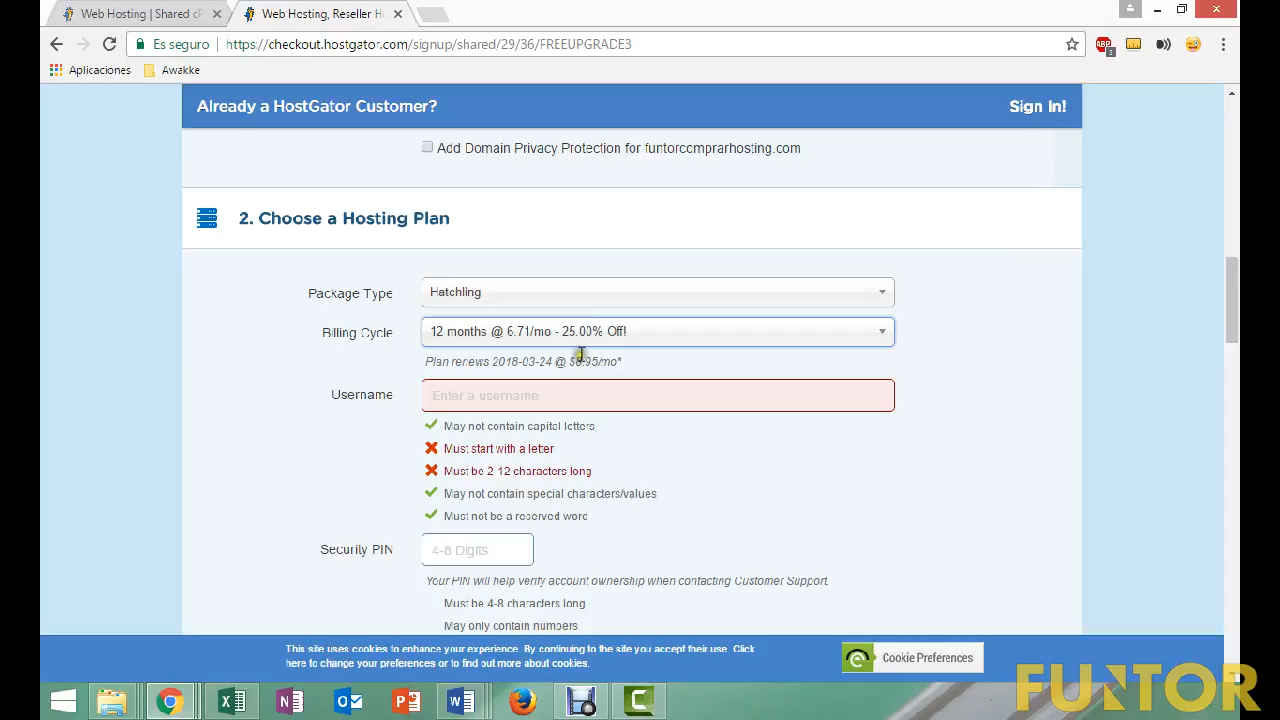 Web Hosting | Shared cP
Web Hosting, Reseller Ho
Es seguro
https://checkout.hostgator.com/signup/shared/29/36/FREEUPGRADE3
ABP
Aplicaciones
Awakke
Already a HostGator Customer?
Sign In!
Add Domain Privacy Protection for funtorcomprarhosting.com
2. Choose a Hosting Plan
Package Type
Hatchling
Billing Cycle
12 months @ 6.71/mo - 25.00% Off!
Plan renews 2018-03-24 @ $8.95/mo*
Username
Enter a username
May not contain capital letters
Must start with a letter
Must be 2-12 characters long
May not contain special characters/values
Must not be a reserved word
Security PIN
4-8 Digits
Your PIN will help verify account ownership when contacting Customer Support.
Must be 4-8 characters long
May only contain numbers
This site uses cookies to enhance your experience. By continuing to the site you accept their use. Click
here to change your preferences or to find out more about cookies.
Cookie Preferences
FUNTOR